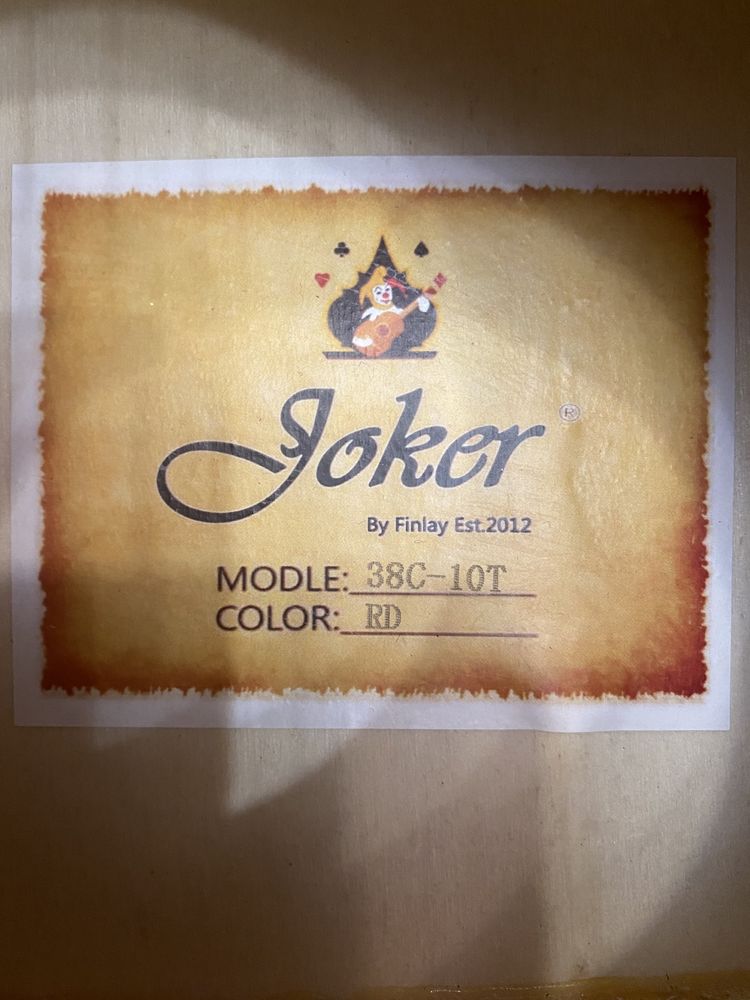 Joker ®
By Finlay Est.2012
MODLE: 38C-10T
COLOR: RD